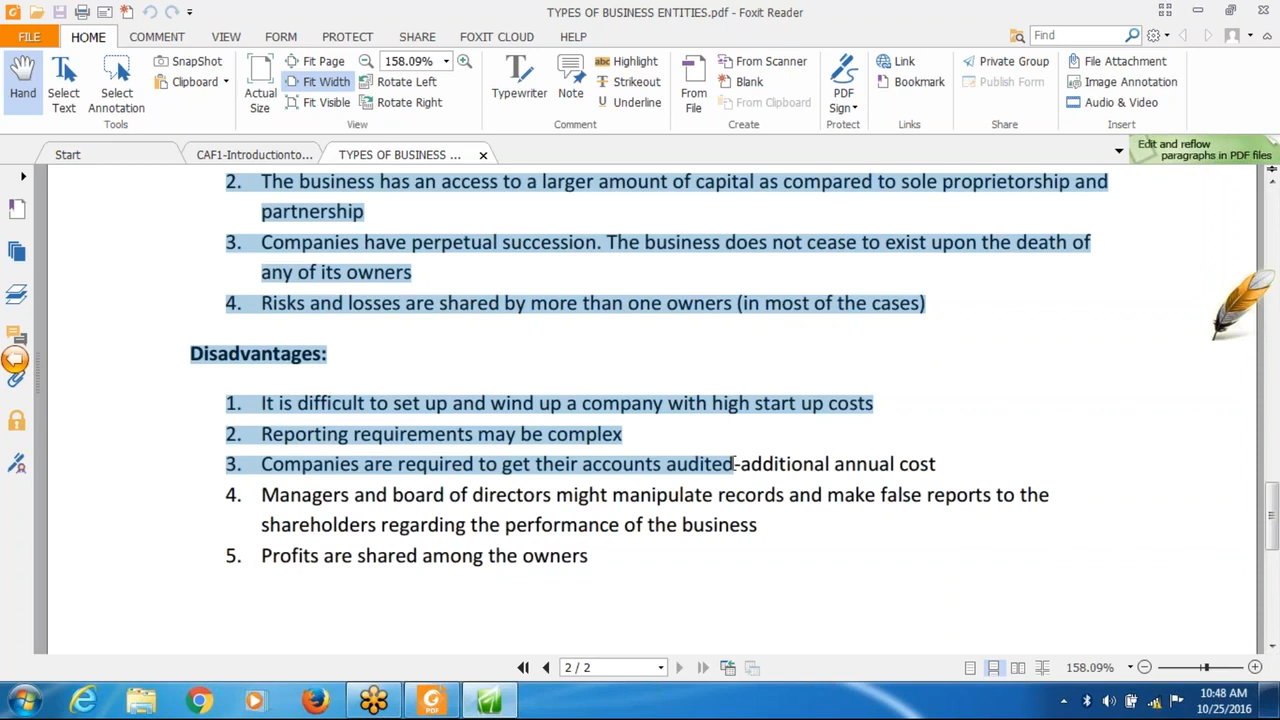 TYPES OF BUSINESS ENTITIES.pdf - Foxit Reader
FILE HOME COMMENT VIEW FORM PROTECT SHARE FOXIT CLOUD HELP Find
Hand
Select Text
Select Annotation
SnapShot
Clipboard
Tools
Actual Size
Fit Page
Fit Width
Fit Visible
158.09%
Rotate Left
Rotate Right
View
Typewriter
Note
Highlight
Strikeout
Underline
Comment
From File
From Scanner
Blank
From Clipboard
Create
PDF Sign
Protect
Link
Bookmark
Links
Private Group
Publish Form
Share
File Attachment
Image Annotation
Audio & Video
Insert
Start CAF1-Introductionto... TYPES OF BUSINESS ...
Edit and reflow
paragraphs in PDF files
2. The business has an access to a larger amount of capital as compared to sole proprietorship and
partnership
3. Companies have perpetual succession. The business does not cease to exist upon the death of
any of its owners
4. Risks and losses are shared by more than one owners (in most of the cases)
Disadvantages:
1. It is difficult to set up and wind up a company with high start up costs
2. Reporting requirements may be complex
3. Companies are required to get their accounts audited-additional annual cost
4. Managers and board of directors might manipulate records and make false reports to the
shareholders regarding the performance of the business
5. Profits are shared among the owners
2 / 2 158.09%
PDF
10:48 AM
10/25/2016